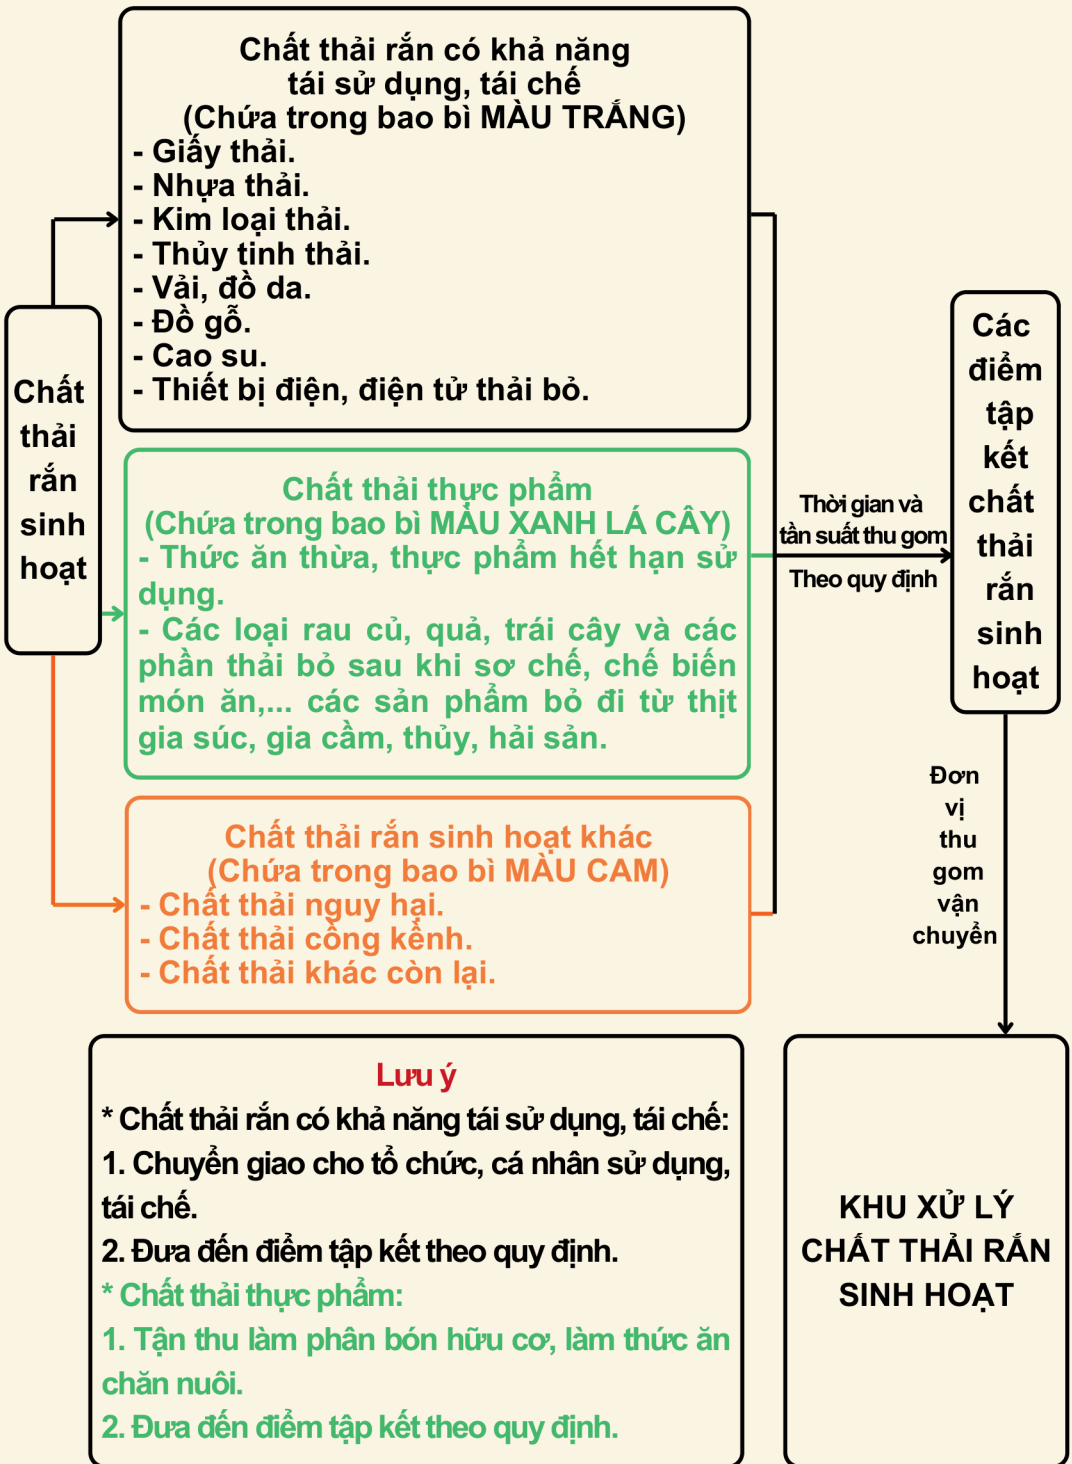 Chất thải rắn có khả năng
tái sử dụng, tái chế
(Chứa trong bao bì MÀU TRẮNG)
- Giấy thải.
- Nhựa thải.
- Kim loại thải.
- Thủy tinh thải.
- Vải, đồ da.
- Đồ gỗ.
- Cao su.
- Thiết bị điện, điện tử thải bỏ.
Chất
thải
rắn
sinh
hoạt
Chất thải thực phẩm
(Chứa trong bao bì MÀU XANH LÁ CÂY)
- Thức ăn thừa, thực phẩm hết hạn sử
dụng.
- Các loại rau củ, quả, trái cây và các
phần thải bỏ sau khi sơ chế, chế biến
món ăn,... các sản phẩm bỏ đi từ thịt
gia súc, gia cầm, thủy, hải sản.
Chất thải rắn sinh hoạt khác
(Chứa trong bao bì MÀU CAM)
- Chất thải nguy hại.
- Chất thải cồng kềnh.
- Chất thải khác còn lại.
Thời gian và
tần suất thu gom
Theo quy định
Các
điểm
tập
kết
chất
thải
rắn
sinh
hoạt
Đơn
vị
thu
gom
vận
chuyển
Lưu ý
* Chất thải rắn có khả năng tái sử dụng, tái chế:
1. Chuyển giao cho tổ chức, cá nhân sử dụng,
tái chế.
2. Đưa đến điểm tập kết theo quy định.
* Chất thải thực phẩm:
1. Tận thu làm phân bón hữu cơ, làm thức ăn
chăn nuôi.
2. Đưa đến điểm tập kết theo quy định.
KHU XỬ LÝ
CHẤT THẢI RẮN
SINH HOẠT